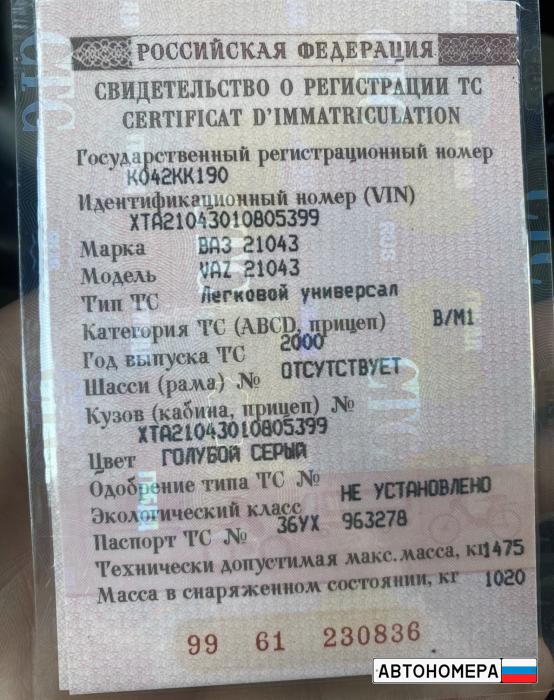 РОССИЙСКАЯ ФЕДЕРАЦИЯ
СВИДЕТЕЛЬСТВО О РЕГИСТРАЦИИ ТС
CERTIFICAT D'IMMATRICULATION
Государственный регистрационный номер
К042КК190
Идентификационный номер (VIN)
XTA21043010805399
Марка ВАЗ 21043
Модель VAZ 21043
Тип ТС Легковой универсал
Категория ТС (ABCD, прицеп) B/M1
Год выпуска ТС 2000
Шасси (рама) № ОТСУТСТВУЕТ
Кузов (кабина, прицеп) №
XTA21043010805399
Цвет ГОЛУБОЙ СЕРЫЙ
Одобрение типа ТС №
Экологический класс НЕ УСТАНОВЛЕНО
Паспорт ТС № 36УХ 963278
Технически допустимая макс. масса, кг 1475
Масса в снаряженном состоянии, кг 1020
99 61 230836
АВТОНОМЕРА